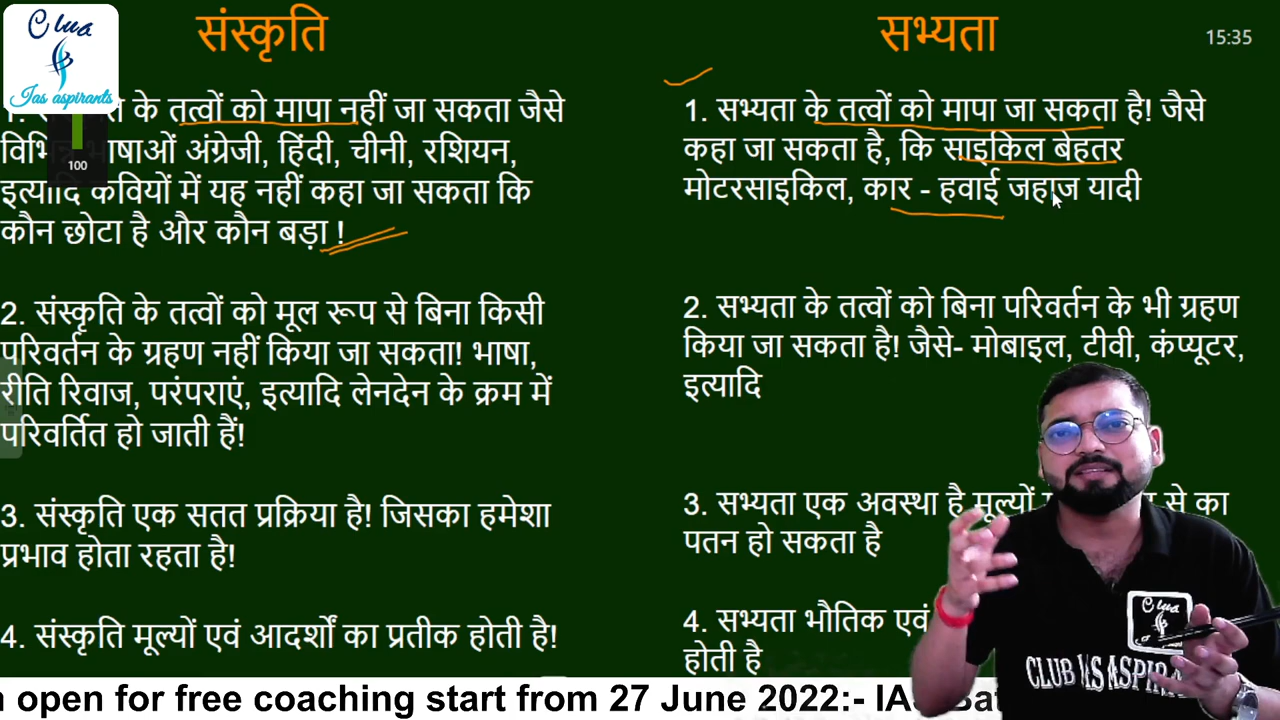 Clua
Ias aspirants
संस्कृति
के तत्वों को मापा नहीं जा सकता जैसे
भाषाओं अंग्रेजी, हिंदी, चीनी, रशियन,
इत्यादि कवियों में यह नहीं कहा जा सकता कि
कौन छोटा है और कौन बड़ा !
2. संस्कृति के तत्वों को मूल रूप से बिना किसी
परिवर्तन के ग्रहण नहीं किया जा सकता! भाषा,
रीति रिवाज, परंपराएं, इत्यादि लेनदेन के क्रम में
परिवर्तित हो जाती हैं!
3. संस्कृति एक सतत प्रक्रिया है! जिसका हमेशा
प्रभाव होता रहता है!
4. संस्कृति मूल्यों एवं आदर्शों का प्रतीक होती है!
100
सभ्यता
15:35
1. सभ्यता के तत्वों को मापा जा सकता है! जैसे
कहा जा सकता है, कि साइकिल बेहतर
मोटरसाइकिल, कार - हवाई जहाज यादी
2. सभ्यता के तत्वों को बिना परिवर्तन के भी ग्रहण
किया जा सकता है! जैसे- मोबाइल, टीवी, कंप्यूटर,
इत्यादि
3. सभ्यता एक अवस्था है मूल्यों से का
पतन हो सकता है
4. सभ्यता भौतिक एवं
होती है
Clua
CLUB IAS
open for free coaching start from 27 June 2022:-